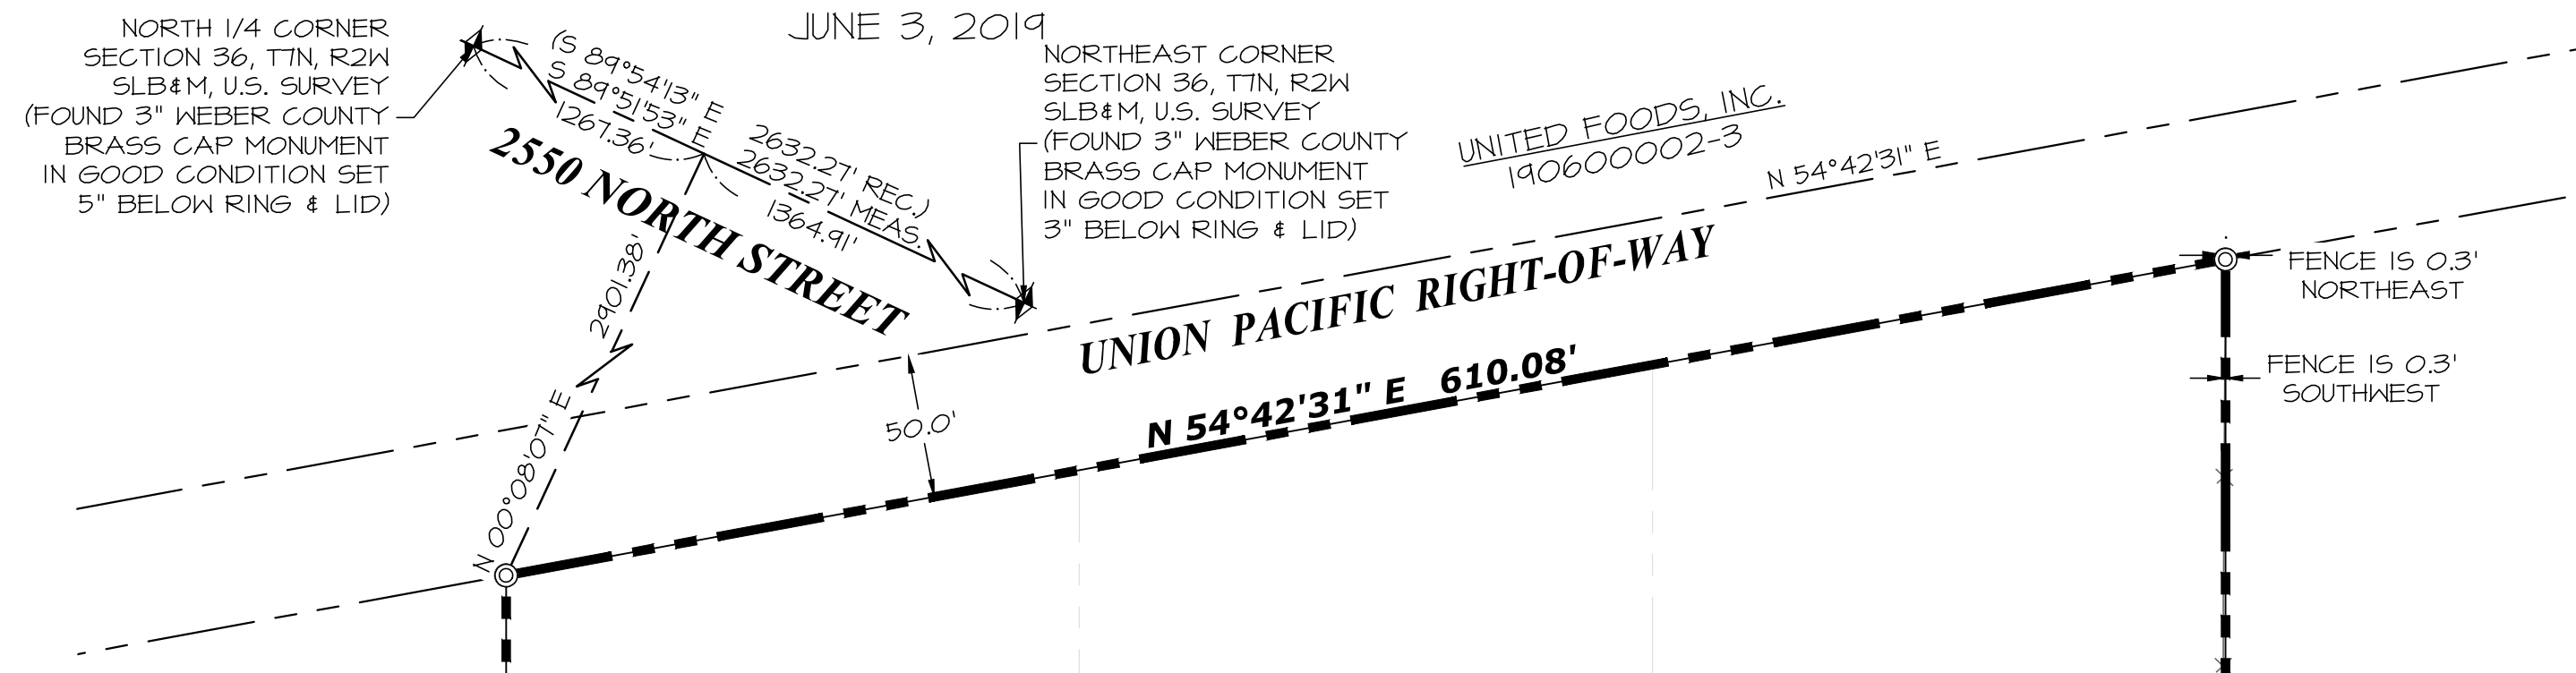 JUNE 3, 2019
NORTH 1/4 CORNER
SECTION 36, T7N, R2W
SLB&M, U.S. SURVEY
(FOUND 3" WEBER COUNTY
BRASS CAP MONUMENT
IN GOOD CONDITION SET
5" BELOW RING & LID)
(S 89°54'13" E 2632.27' REC.)
S 89°51'53" E 2632.27' MEAS.
1267.36'
1364.91'
2550 NORTH STREET
NORTHEAST CORNER
SECTION 36, T7N, R2W
SLB&M, U.S. SURVEY
(FOUND 3" WEBER COUNTY
BRASS CAP MONUMENT
IN GOOD CONDITION SET
3" BELOW RING & LID)
UNITED FOODS, INC.
190600002-3
N 54°42'31" E
UNION PACIFIC RIGHT-OF-WAY
N 00°08'07" E 2901.38'
50.0'
N 54°42'31" E 610.08'
FENCE IS 0.3'
NORTHEAST
FENCE IS 0.3'
SOUTHWEST